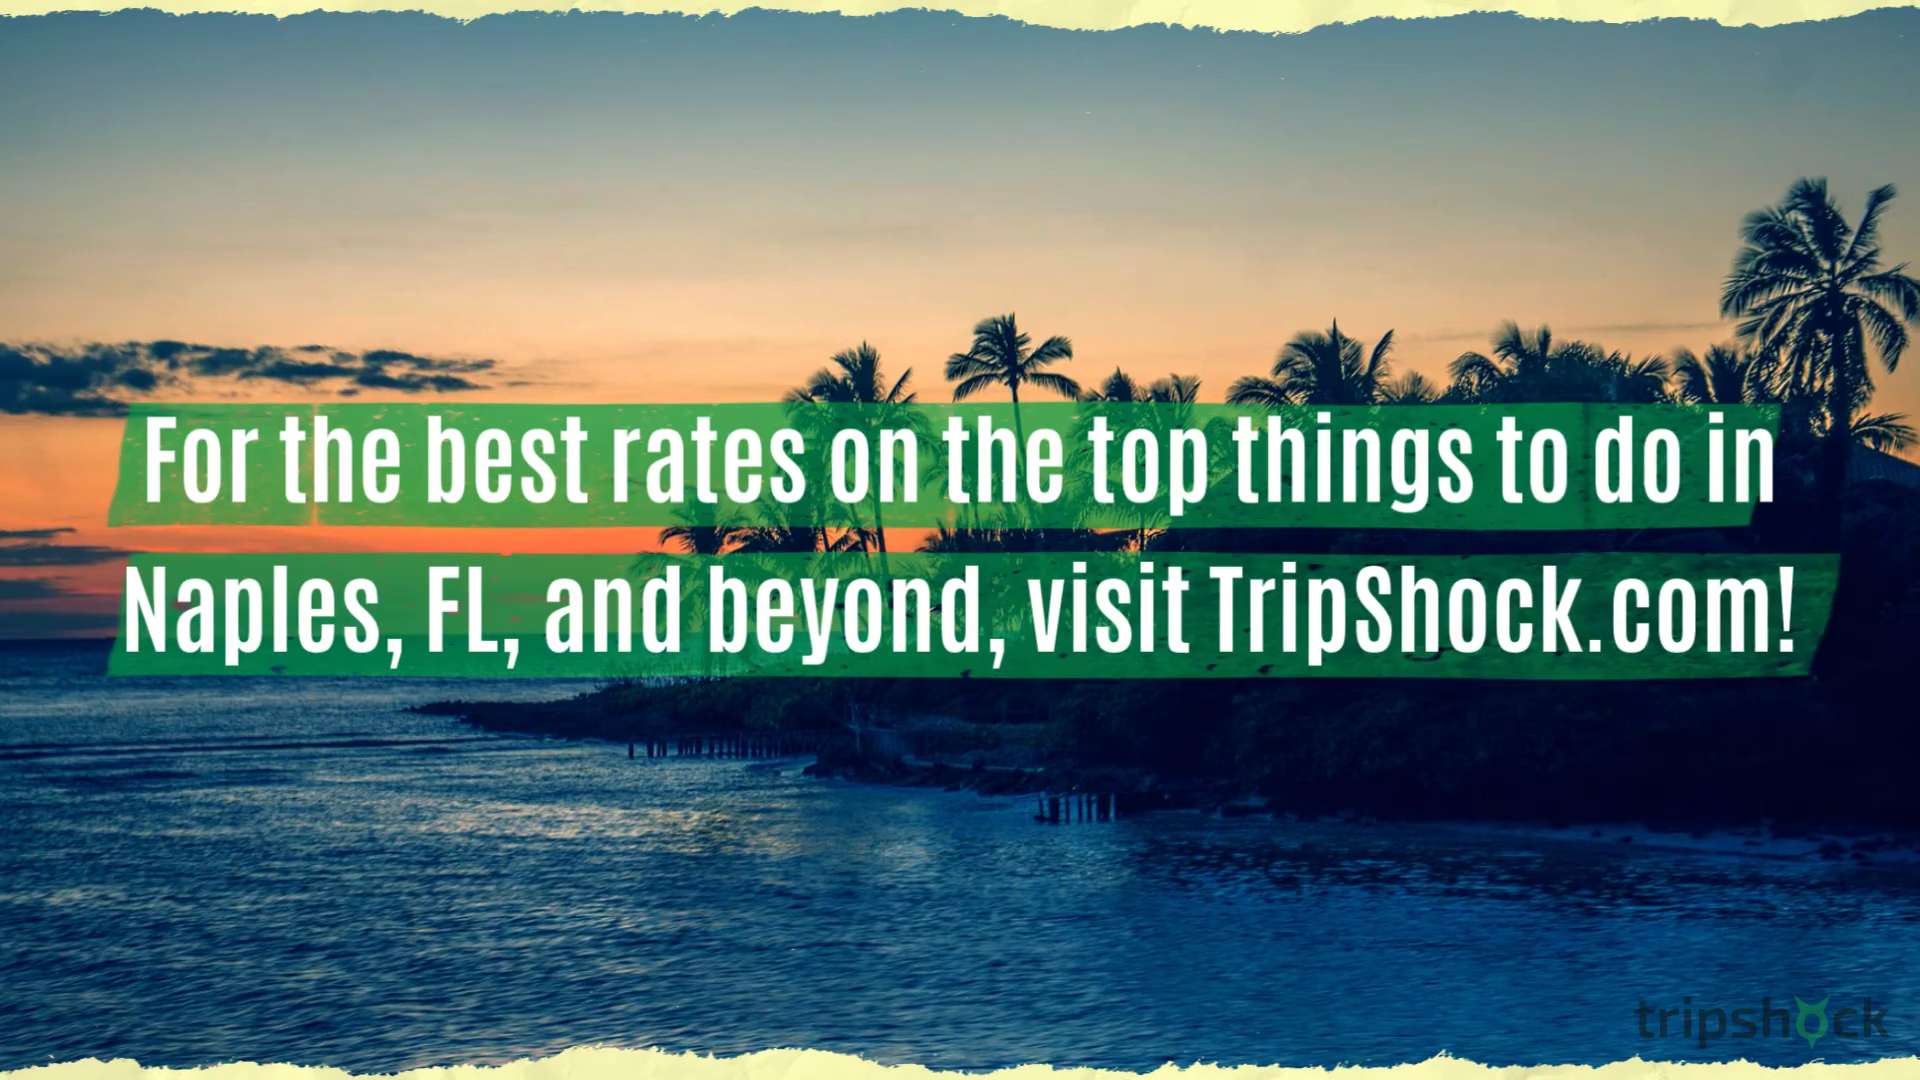 For the best rates on the top things to do in
Naples, FL, and beyond, visit TripShock.com!
tripshock